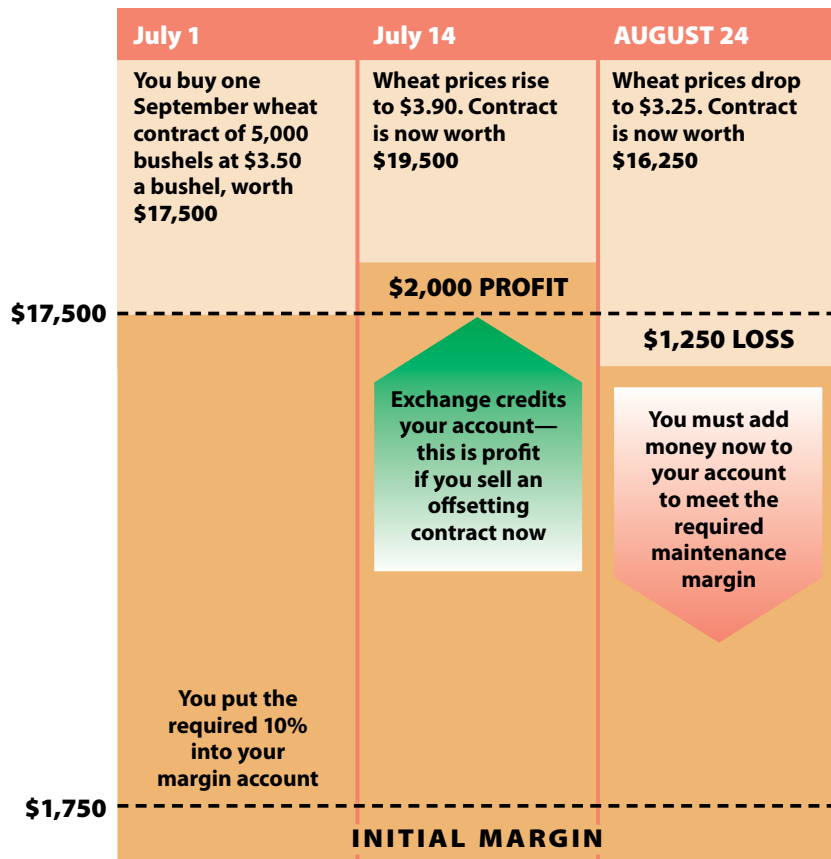 July 1
You buy one
September wheat
contract of 5,000
bushels at $3.50
a bushel, worth
$17,500
July 14
Wheat prices rise
to $3.90. Contract
is now worth
$19,500
AUGUST 24
Wheat prices drop
to $3.25. Contract
is now worth
$16,250
$2,000 PROFIT
$17,500
$1,250 LOSS
Exchange credits
your account—
this is profit
if you sell an
offsetting
contract now
You must add
money now to
your account
to meet the
required
maintenance
margin
You put the
required 10%
into your
margin account
$1,750
INITIAL MARGIN